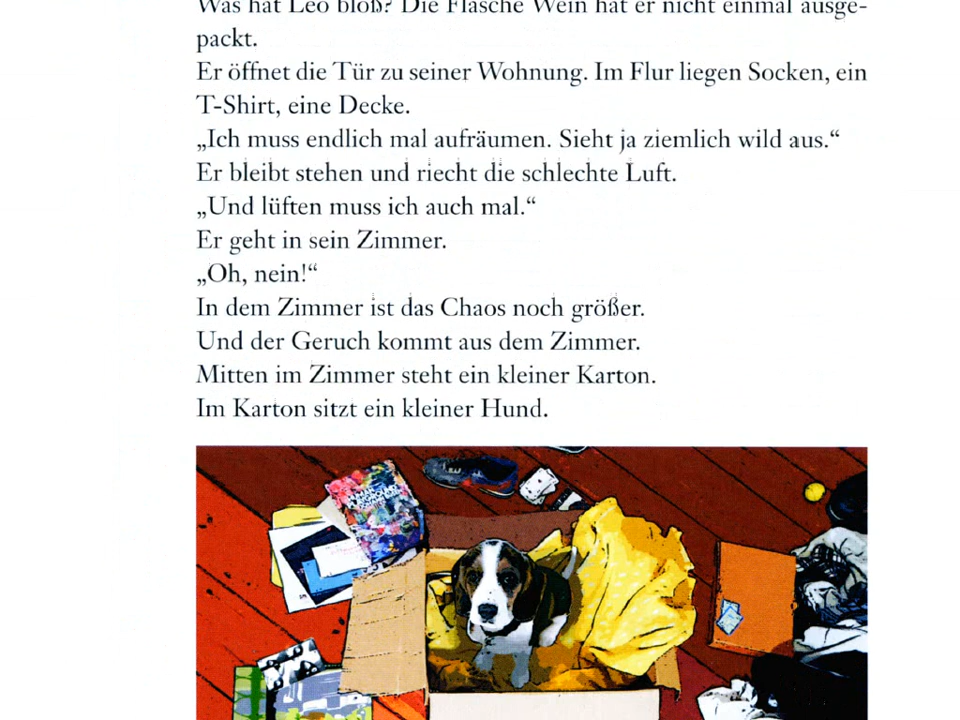 Was hat Leo bloß? Die Flasche Wein hat er nicht einmal ausge-
packt.
Er öffnet die Tür zu seiner Wohnung. Im Flur liegen Socken, ein
T-Shirt, eine Decke.
„Ich muss endlich mal aufräumen. Sieht ja ziemlich wild aus.“
Er bleibt stehen und riecht die schlechte Luft.
„Und lüften muss ich auch mal.“
Er geht in sein Zimmer.
„Oh, nein!“
In dem Zimmer ist das Chaos noch größer.
Und der Geruch kommt aus dem Zimmer.
Mitten im Zimmer steht ein kleiner Karton.
Im Karton sitzt ein kleiner Hund.